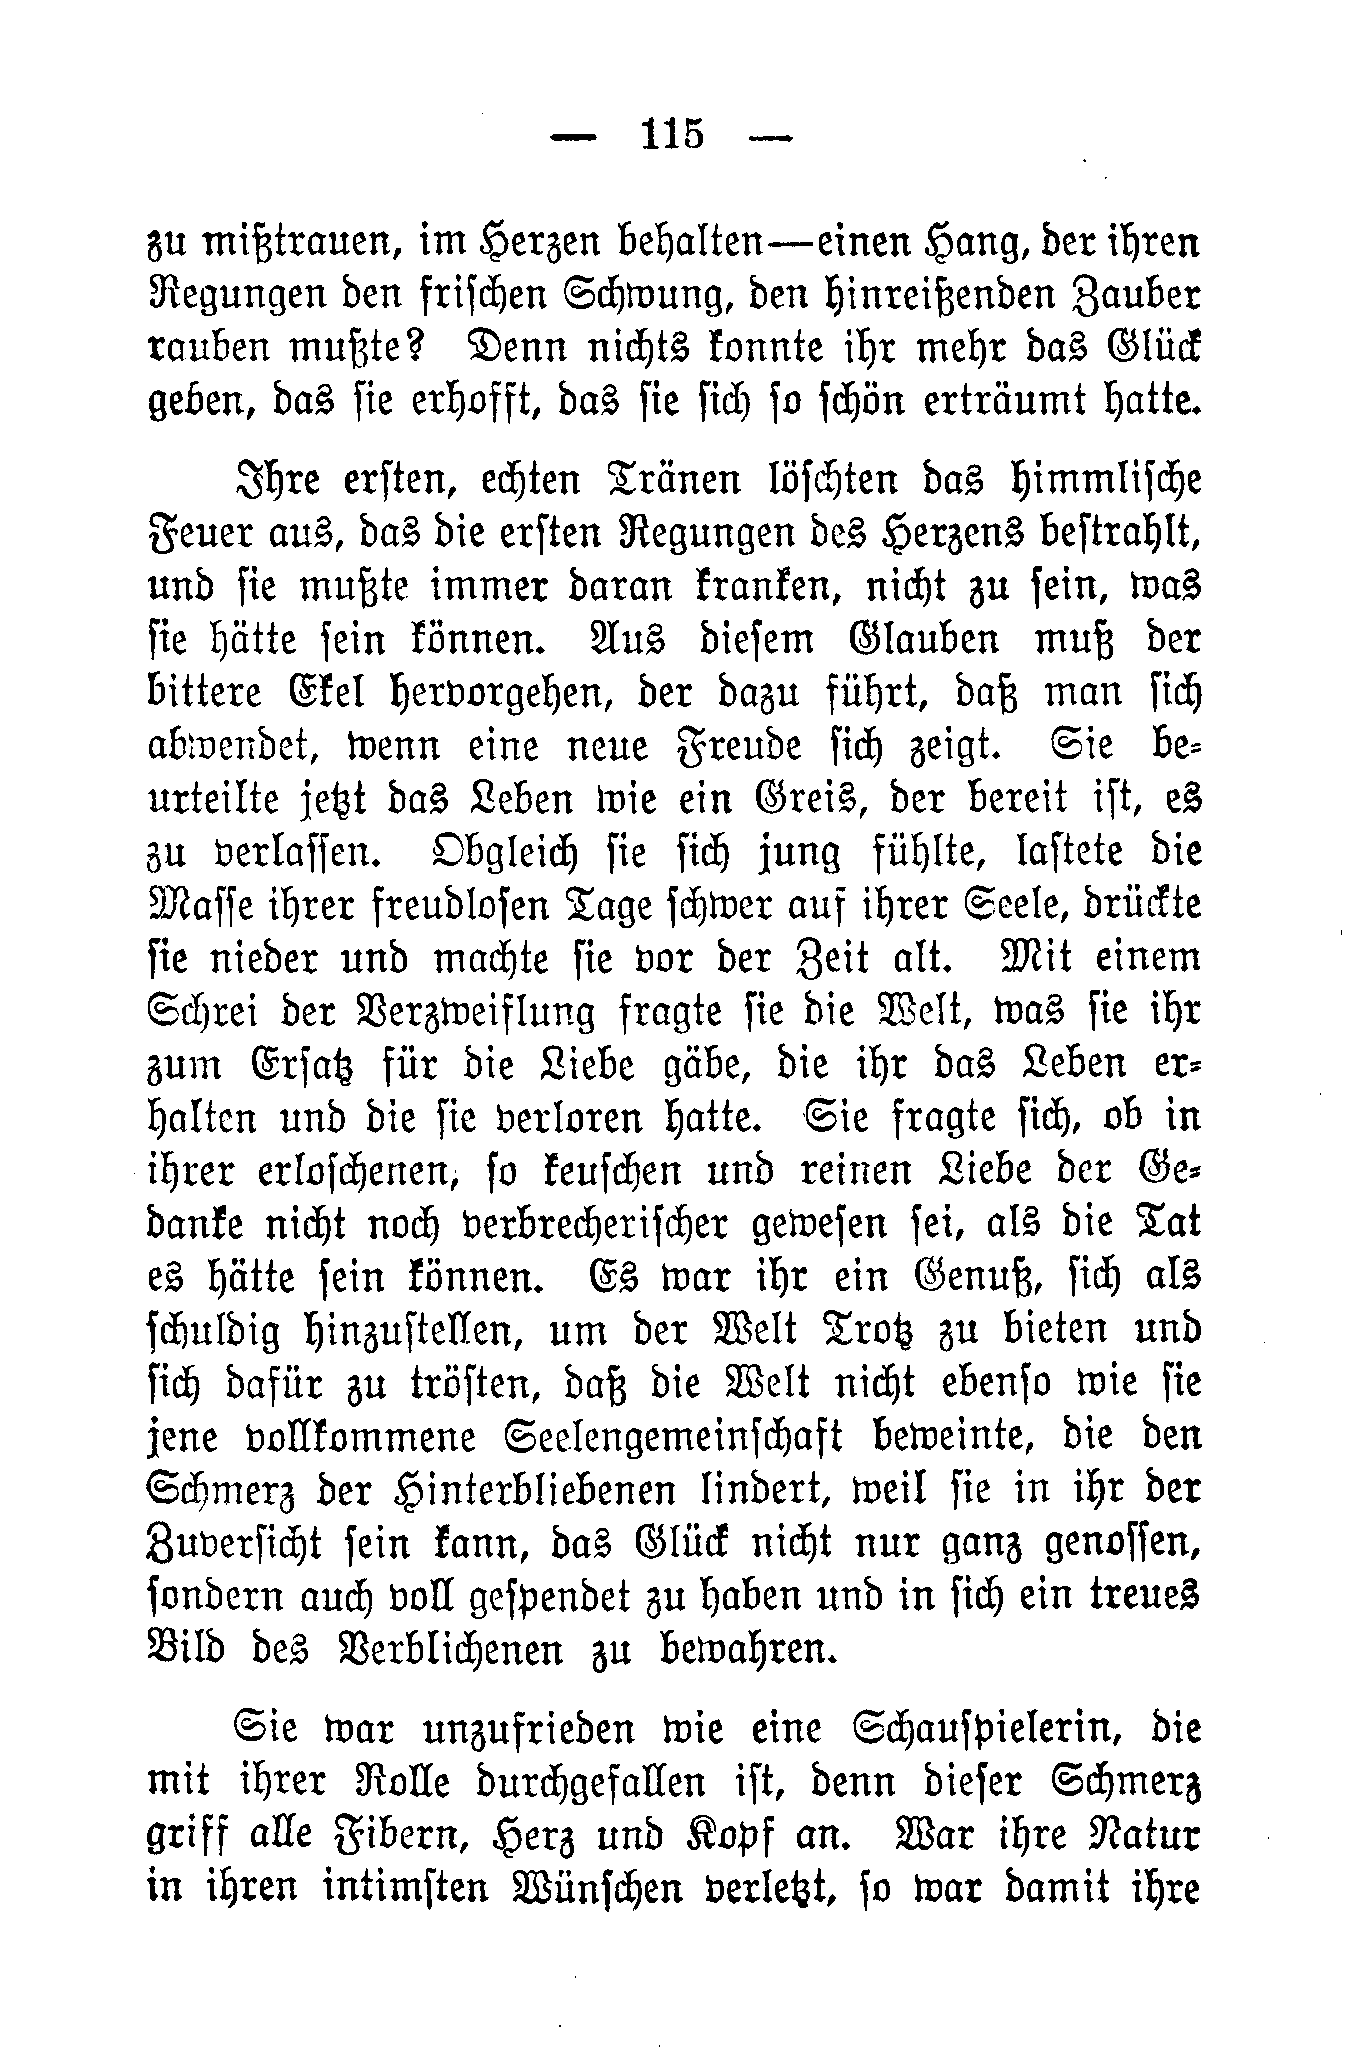 — 115 —
zu mißtrauen, im Herzen behalten—einen Hang, der ihren
Regungen den frischen Schwung, den hinreißenden Zauber
rauben mußte? Denn nichts konnte ihr mehr das Glück
geben, das sie erhofft, das sie sich so schön erträumt hatte.
Ihre ersten, echten Tränen löschten das himmlische
Feuer aus, das die ersten Regungen des Herzens bestrahlt,
und sie mußte immer daran kranken, nicht zu sein, was
sie hätte sein können. Aus diesem Glauben muß der
bittere Ekel hervorgehen, der dazu führt, daß man sich
abwendet, wenn eine neue Freude sich zeigt. Sie be-
urteilte jetzt das Leben wie ein Greis, der bereit ist, es
zu verlassen. Obgleich sie sich jung fühlte, lastete die
Masse ihrer freudlosen Tage schwer auf ihrer Seele, drückte
sie nieder und machte sie vor der Zeit alt. Mit einem
Schrei der Verzweiflung fragte sie die Welt, was sie ihr
zum Ersatz für die Liebe gäbe, die ihr das Leben er-
halten und die sie verloren hatte. Sie fragte sich, ob in
ihrer erloschenen, so keuschen und reinen Liebe der Ge-
danke nicht noch verbrecherischer gewesen sei, als die Tat
es hätte sein können. Es war ihr ein Genuß, sich als
schuldig hinzustellen, um der Welt Trotz zu bieten und
sich dafür zu trösten, daß die Welt nicht ebenso wie sie
jene vollkommene Seelengemeinschaft beweinte, die den
Schmerz der Hinterbliebenen lindert, weil sie in ihr der
Zuversicht sein kann, das Glück nicht nur ganz genossen,
sondern auch voll gespendet zu haben und in sich ein treues
Bild des Verblichenen zu bewahren.
Sie war unzufrieden wie eine Schauspielerin, die
mit ihrer Rolle durchgefallen ist, denn dieser Schmerz
griff alle Fibern, Herz und Kopf an. War ihre Natur
in ihren intimsten Wünschen verletzt, so war damit ihre